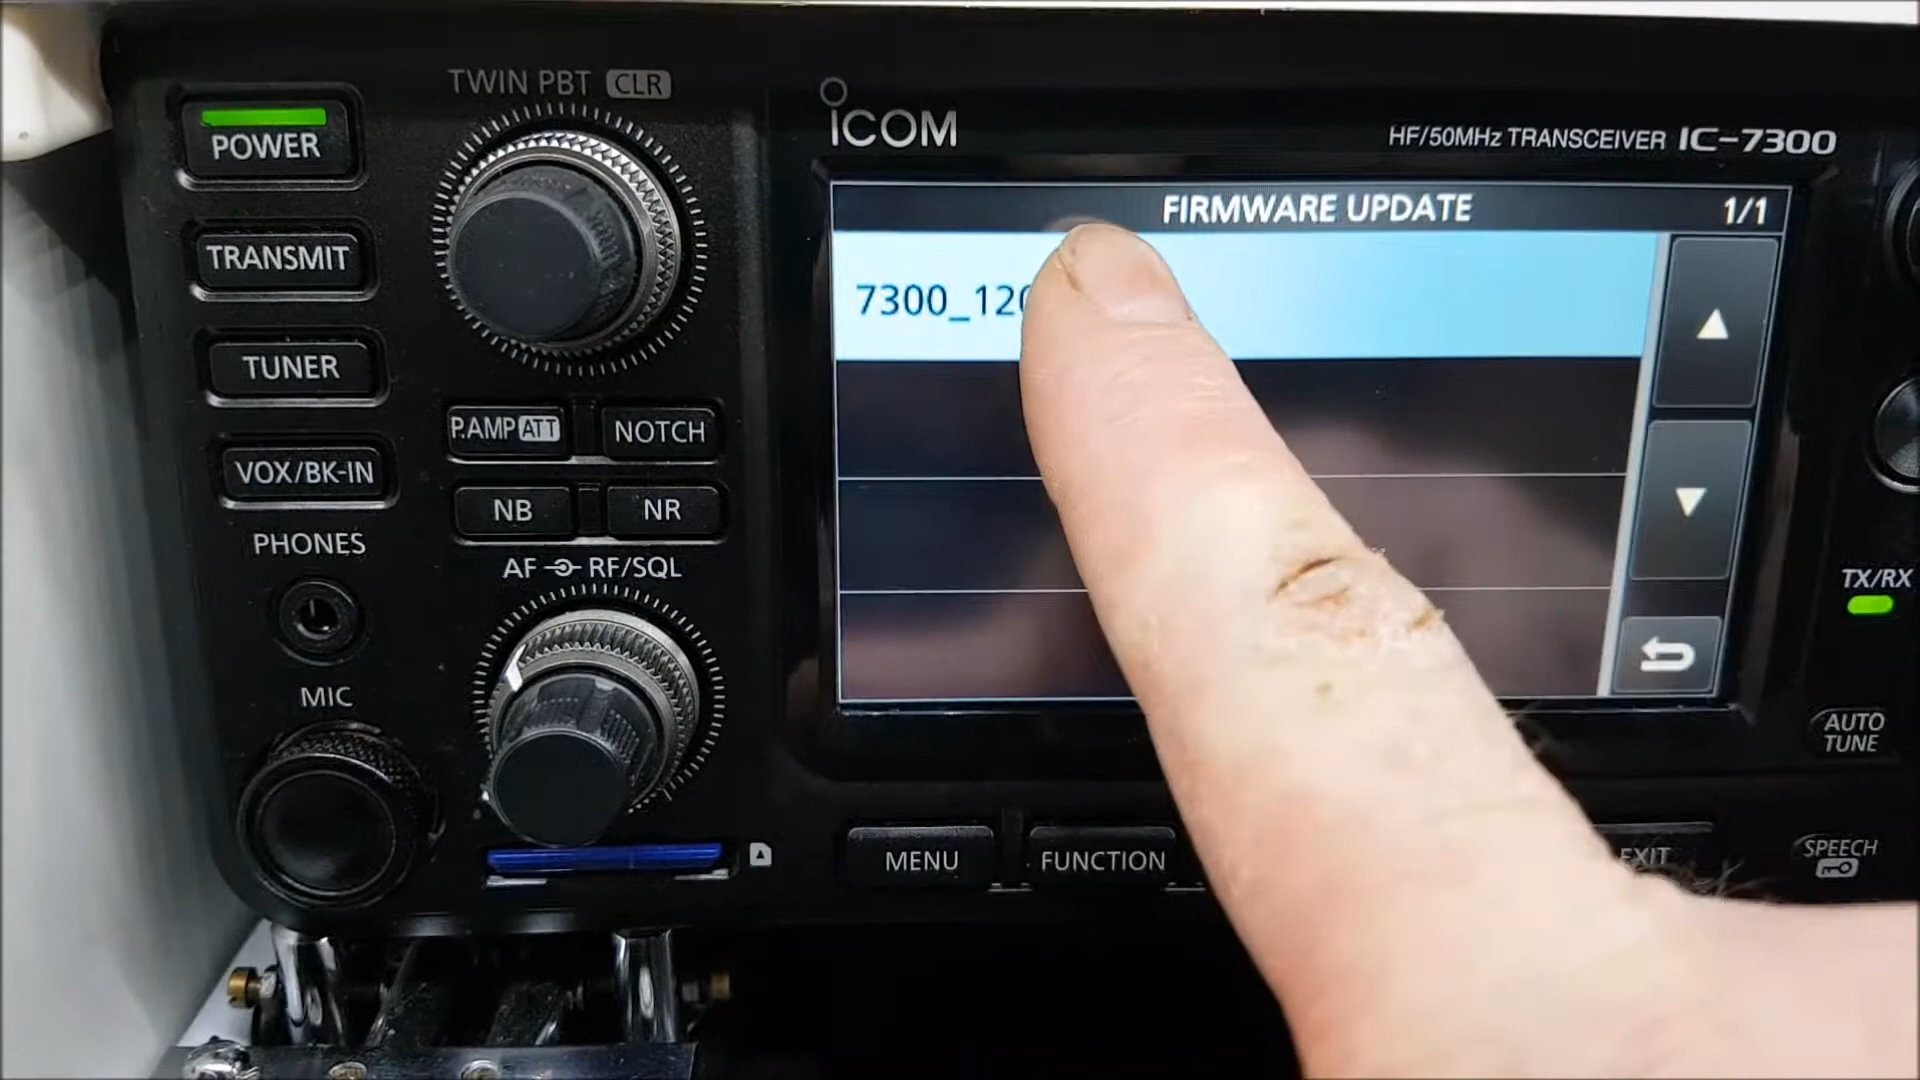 TWIN PBT CLR
POWER
TRANSMIT
TUNER
VOX/BK-IN
P.AMP ATT
NOTCH
NB
NR
PHONES
AF RF/SQL
MIC
ICOM
HF/50MHz TRANSCEIVER IC-7300
FIRMWARE UPDATE 1/1
7300_120
TX/RX
AUTO
TUNE
MENU
FUNCTION
EXIT
SPEECH